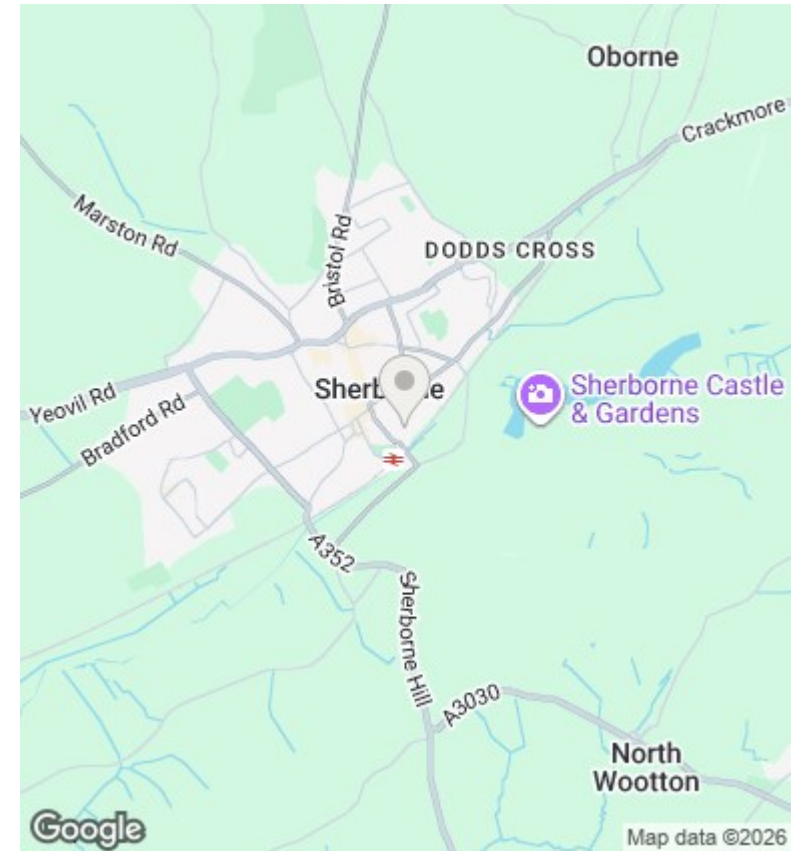 Oborne
Crackmore
Marston Rd
Bristol Rd
DODDS CROSS
Sherborne
Sherborne Castle
& Gardens
Yeovil Rd
Bradford Rd
A352
Sherborne Hill
A3030
North
Wootton
Google
Map data ©2026